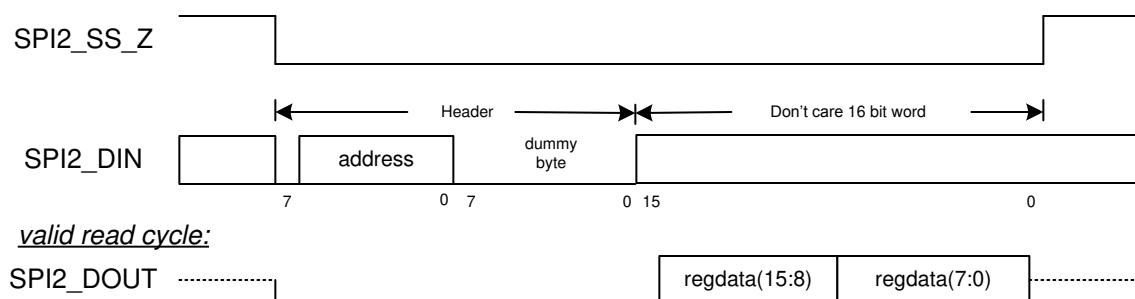 SPI2_SS_Z
Header
Don't care 16 bit word
SPI2_DIN
address
dummy
byte
7 0 7 0 15 0
valid read cycle:
SPI2_DOUT
regdata(15:8) regdata(7:0)